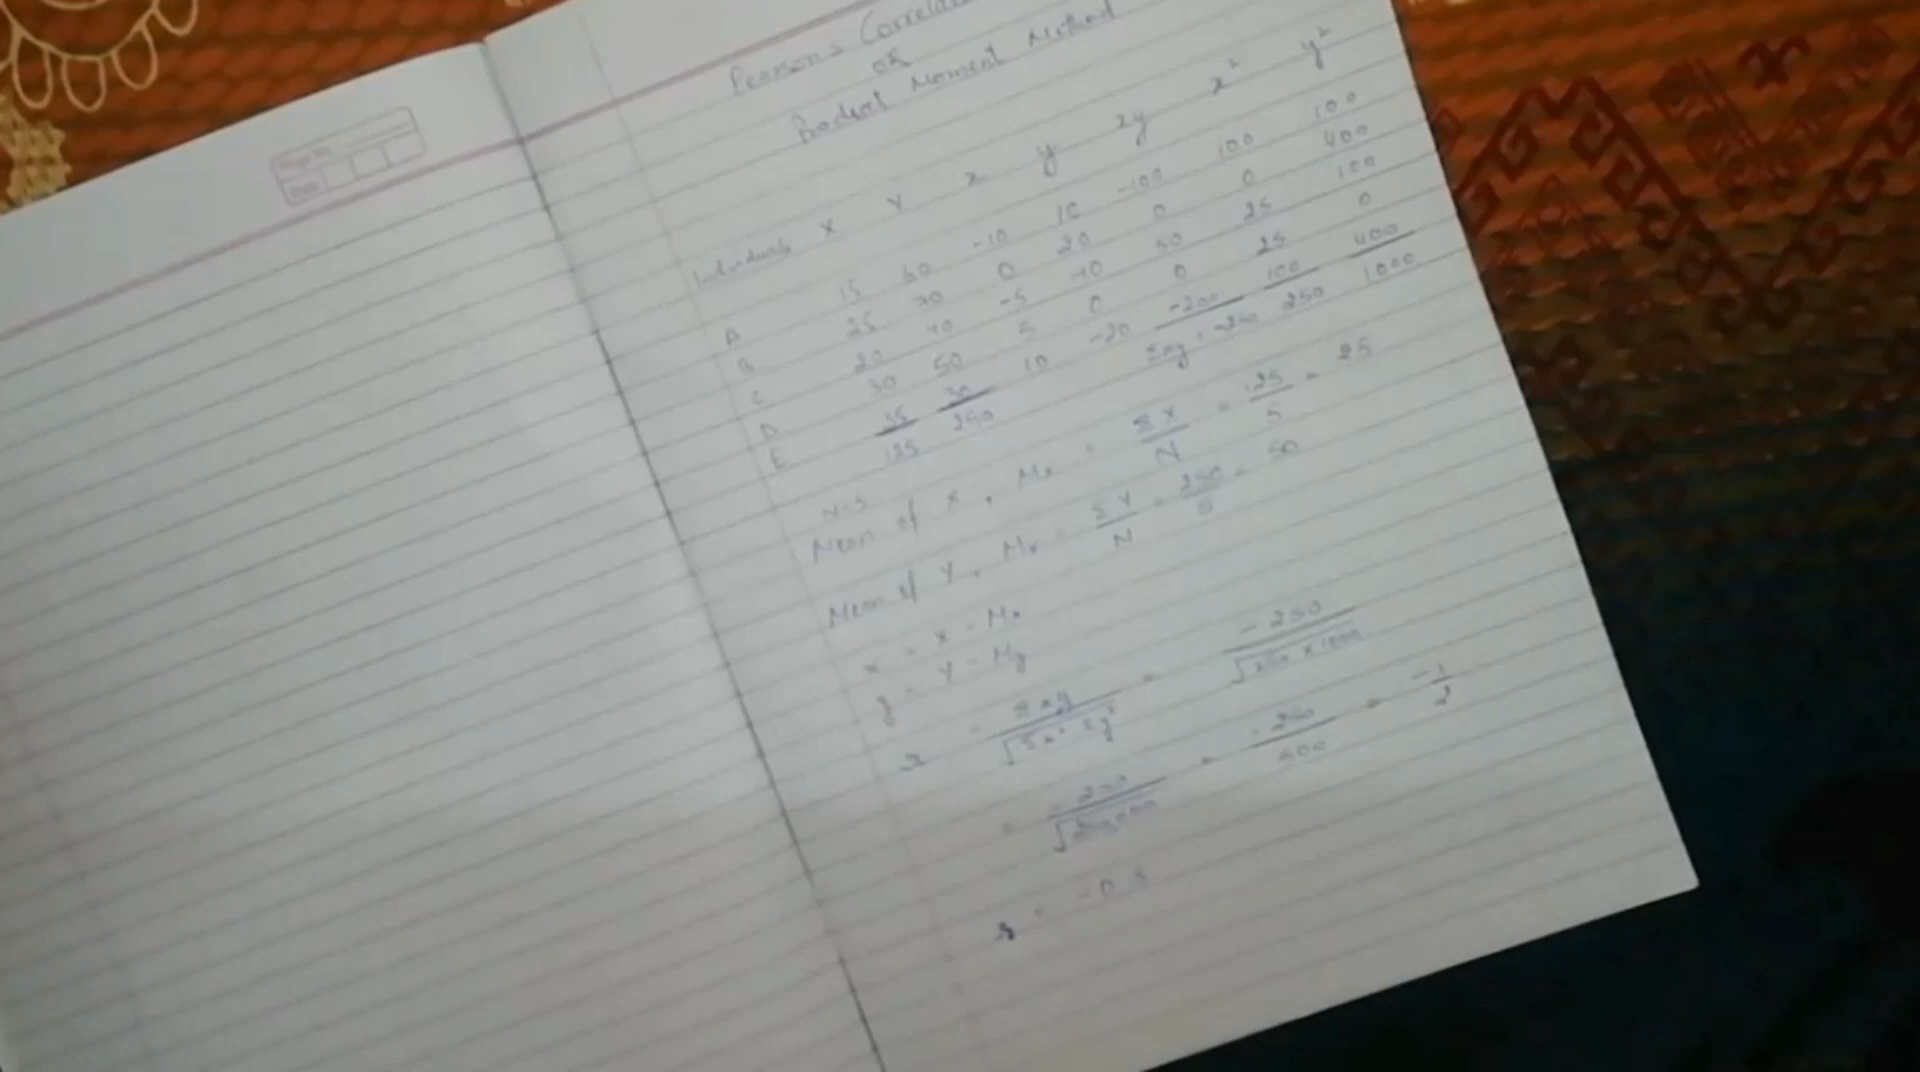 Pearson's Correlation
or
Product Moment Method
Individuals X Y x y xy x² y²
A 15 60 -10 10 -100 100 100
B 25 70 0 20 0 0 400
C 20 40 -5 -10 50 25 100
D 30 50 5 0 0 25 0
E 35 30 10 -20 -200 100 400
125 250 Σxy = -250 250 1000
N=5
Mean of X, Mx = ΣX/N = 125/5 = 25
Mean of Y, My = ΣY/N = 250/5 = 50
x = X - Mx
y = Y - My
r = Σxy/√Σx² Σy² = -250/√250 x 1000
= -250/√250000 = -250/500 = -1/2
r = -0.5